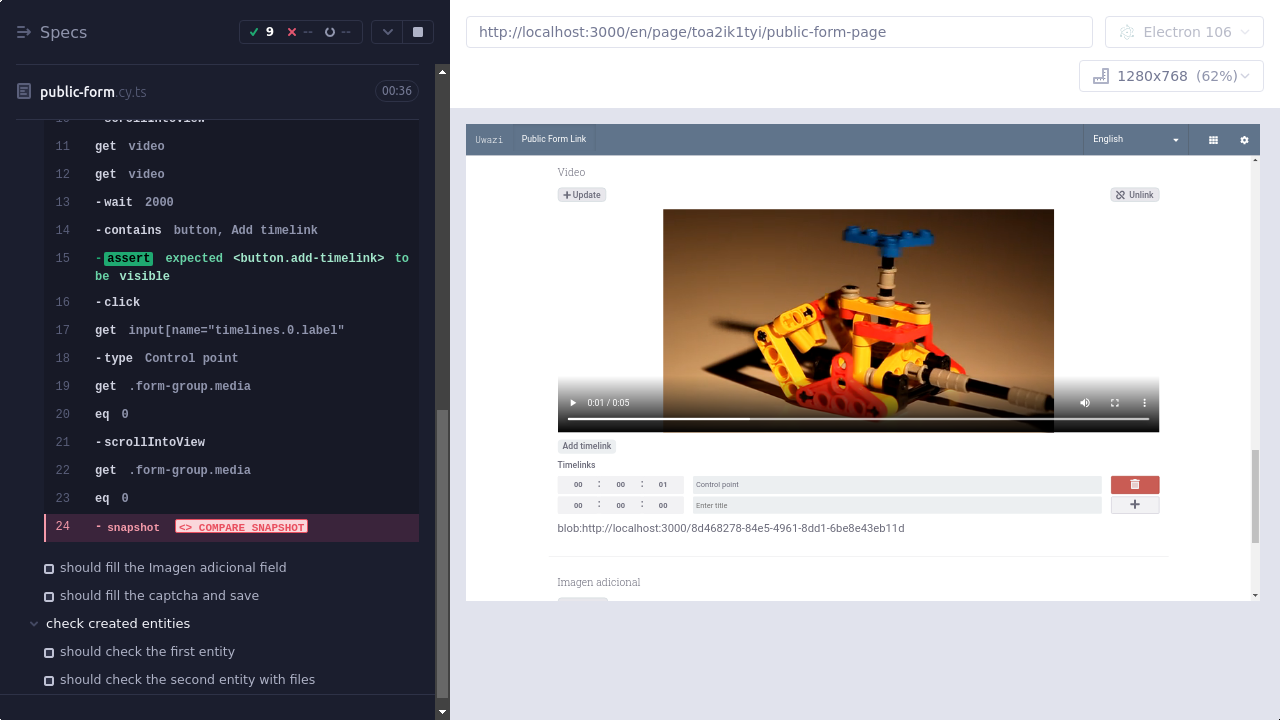 Specs
9
--
--
public-form.cy.ts
00:36
10 -scrollIntoView
11 get video
12 get video
13 -wait 2000
14 -contains button, Add timelink
15 -assert expected <button.add-timelink> to
be visible
16 -click
17 get input[name="timelines.0.label"
18 -type Control point
19 get .form-group.media
20 eq 0
21 -scrollIntoView
22 get .form-group.media
23 eq 0
24 - snapshot <> COMPARE SNAPSHOT
should fill the Imagen adicional field
should fill the captcha and save
check created entities
should check the first entity
should check the second entity with files
http://localhost:3000/en/page/toa2ik1tyi/public-form-page
Electron 106
1280x768 (62%)
Uwazi
Public Form Link
English
Video
Update
Unlink
0:01 / 0:05
Add timelink
Timelinks
00 : 00 : 01 Control point
00 : 00 : 00 Enter title
blob:http://localhost:3000/8d468278-84e5-4961-8dd1-6be8e43eb11d
Imagen adicional